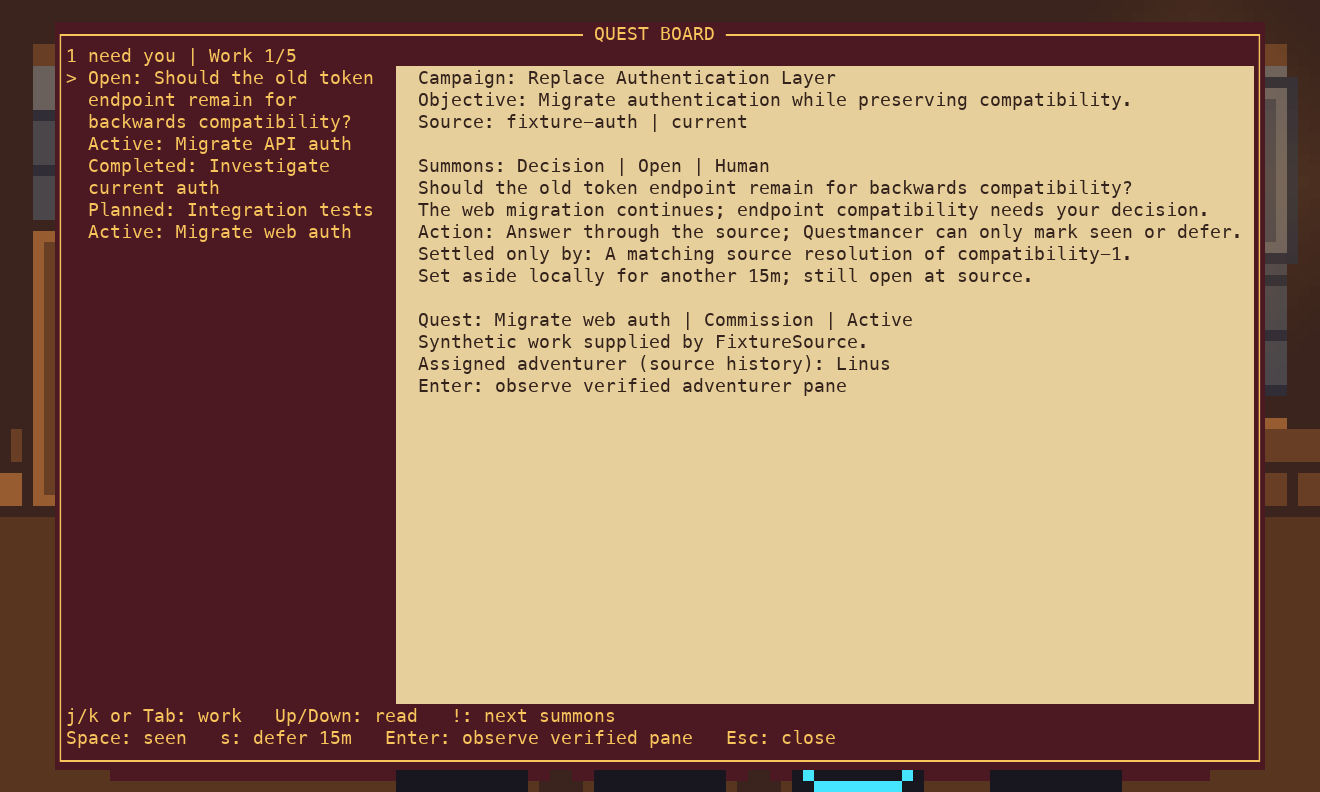 QUEST BOARD
1 need you | Work 1/5
> Open: Should the old token
endpoint remain for
backwards compatibility?
Active: Migrate API auth
Completed: Investigate
current auth
Planned: Integration tests
Active: Migrate web auth
Campaign: Replace Authentication Layer
Objective: Migrate authentication while preserving compatibility.
Source: fixture-auth | current
Summons: Decision | Open | Human
Should the old token endpoint remain for backwards compatibility?
The web migration continues; endpoint compatibility needs your decision.
Action: Answer through the source; Questmancer can only mark seen or defer.
Settled only by: A matching source resolution of compatibility-1.
Set aside locally for another 15m; still open at source.
Quest: Migrate web auth | Commission | Active
Synthetic work supplied by FixtureSource.
Assigned adventurer (source history): Linus
Enter: observe verified adventurer pane
j/k or Tab: work   Up/Down: read   !: next summons
Space: seen   s: defer 15m   Enter: observe verified pane   Esc: close